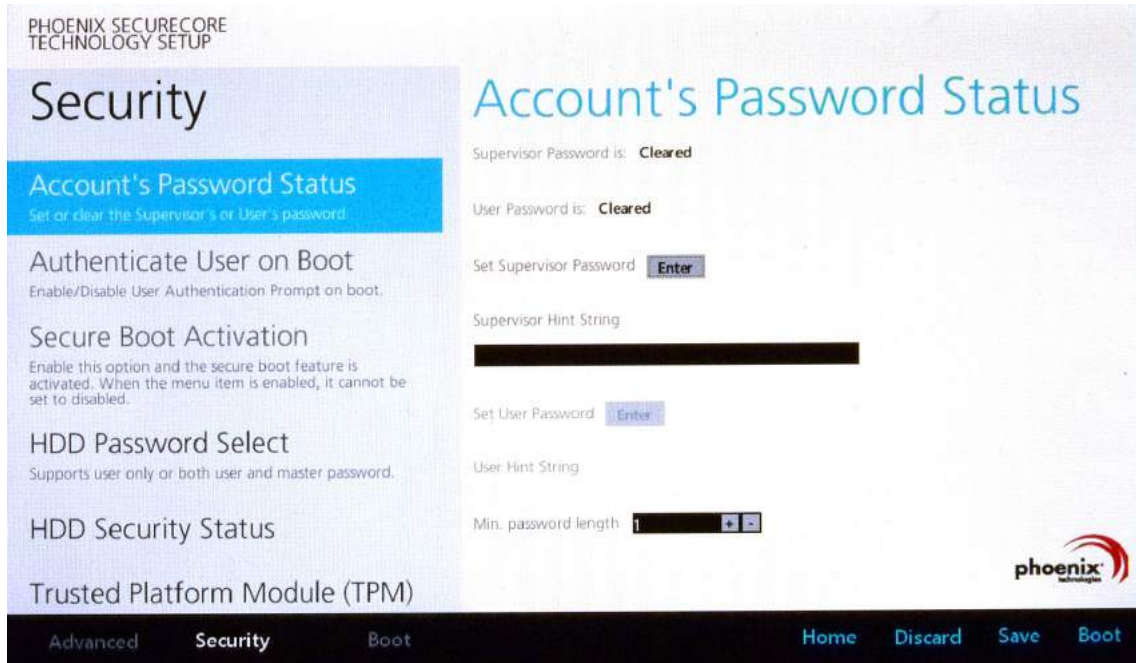 PHOENIX SECURECORE
TECHNOLOGY SETUP
Security
Account's Password Status
Set or clear the Supervisor's or User's password.
Authenticate User on Boot
Enable/Disable User Authentication Prompt on boot.
Secure Boot Activation
Enable this option and the secure boot feature is
activated. When the menu item is enabled, it cannot be
set to disabled.
HDD Password Select
Supports user only or both user and master password.
HDD Security Status
Trusted Platform Module (TPM)
Account's Password Status
Supervisor Password is: Cleared
User Password is: Cleared
Set Supervisor Password Enter
Supervisor Hint String
Set User Password Enter
User Hint String
Min. password length 1 + -
phoenix
technologies
Advanced Security Boot Home Discard Save Boot